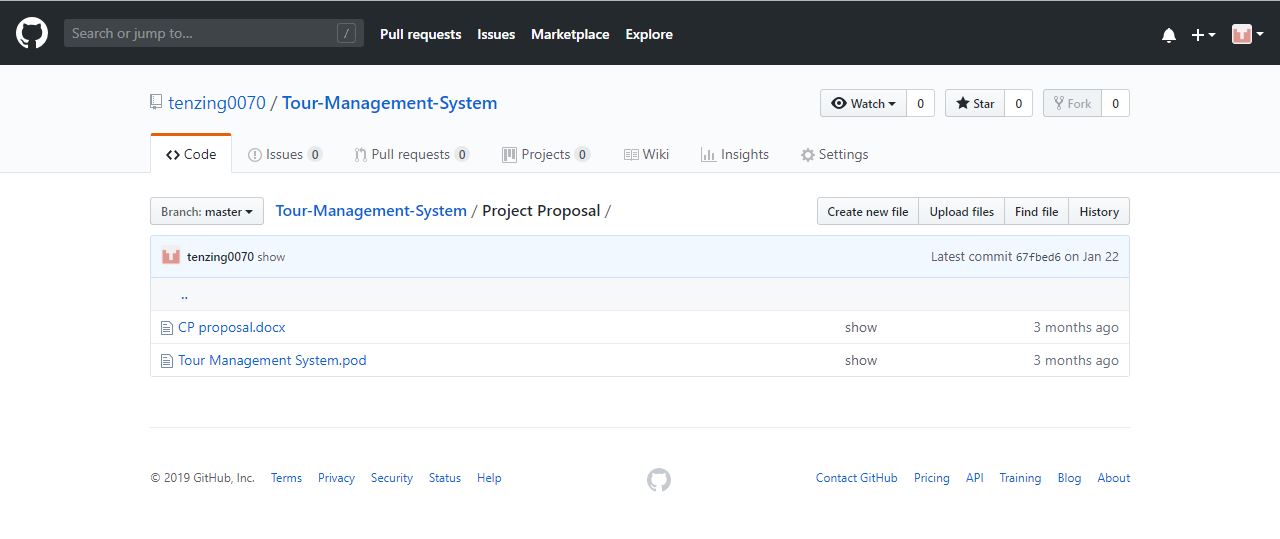 Search or jump to... /
Pull requests Issues Marketplace Explore
tenzing0070 / Tour-Management-System
Watch 0 Star 0 Fork 0
Code Issues 0 Pull requests 0 Projects 0 Wiki Insights Settings
Branch: master Tour-Management-System / Project Proposal /
Create new file Upload files Find file History
tenzing0070 show Latest commit 67fbed6 on Jan 22
..
CP proposal.docx show 3 months ago
Tour Management System.pod show 3 months ago
© 2019 GitHub, Inc. Terms Privacy Security Status Help
Contact GitHub Pricing API Training Blog About